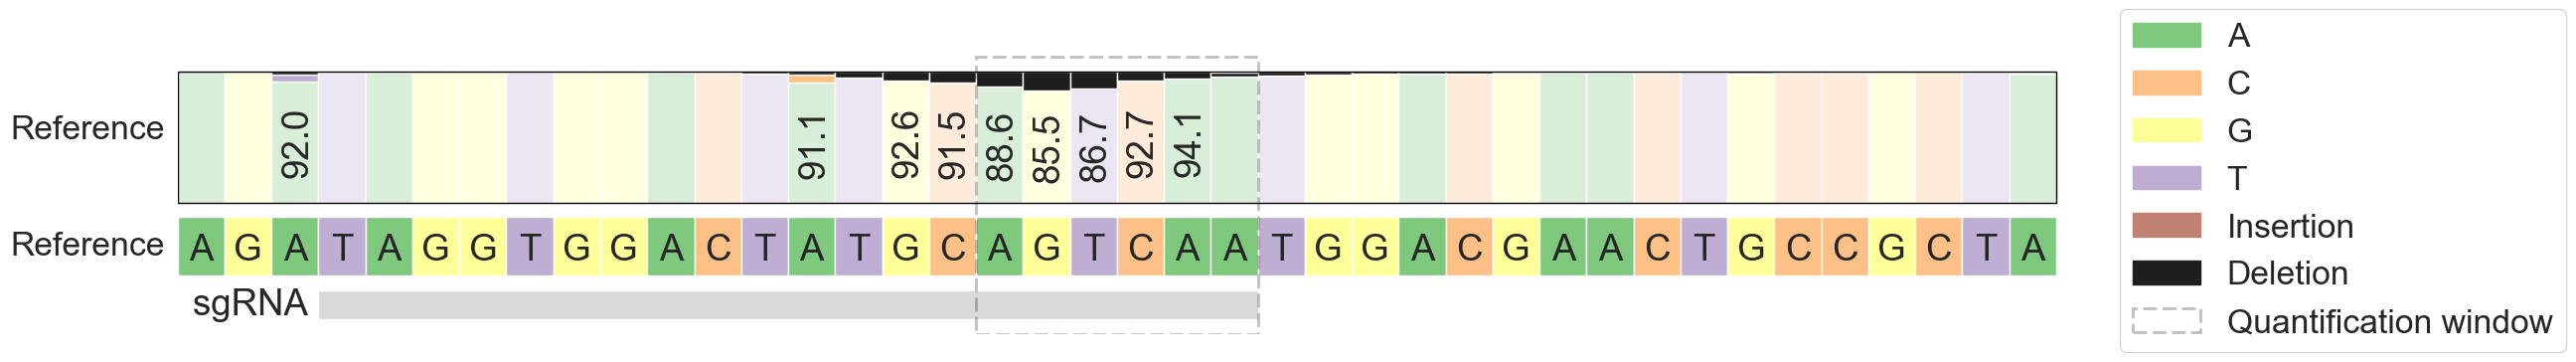 Reference
92.0 91.1 92.6 91.5 88.6 85.5 86.7 92.7 94.1
Reference A G A T A G G T G G A C T A T G C A G T C A A T G G A C G A A C T G C C G C T A
sgRNA
A
C
G
T
Insertion
Deletion
Quantification window